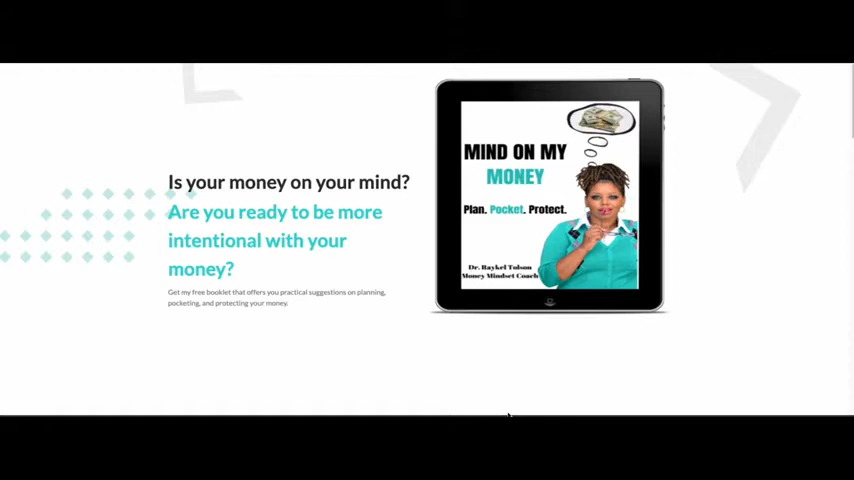 Is your money on your mind?
Are you ready to be more
intentional with your
money?
Get my free booklet that offers you practical suggestions on planning,
pocketing, and protecting your money.
MIND ON MY
MONEY
Plan. Pocket. Protect.
Dr. Raykel Tolson
Money Mindset Coach